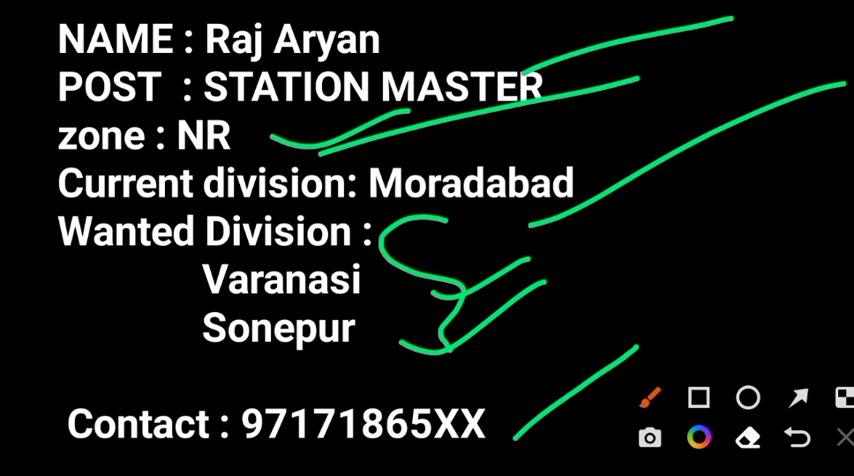 NAME : Raj Aryan
POST : STATION MASTER
zone : NR
Current division: Moradabad
Wanted Division :
Varanasi
Sonepur
Contact : 97171865XX